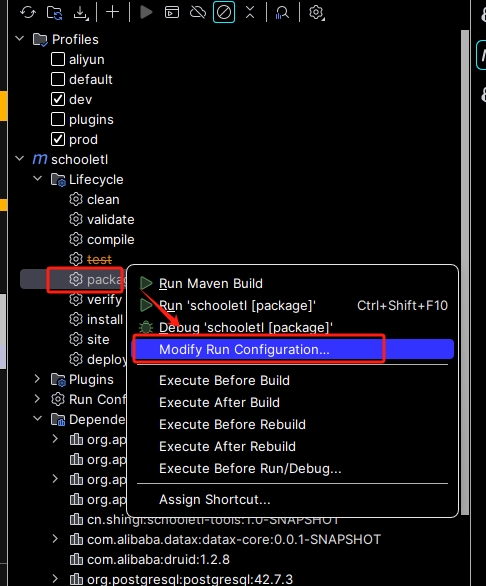 Profiles
aliyun
default
dev
plugins
prod
m schooletl
Lifecycle
clean
validate
compile
test
packa
Run Maven Build
verify
Run 'schooletl [package]' Ctrl+Shift+F10
install
Debug 'schooletl [package]'
site
Modify Run Configuration...
deploy
Plugins
Execute Before Build
Run Conf
Execute After Build
Depende
Execute Before Rebuild
org.ap
Execute After Rebuild
org.ap
Execute Before Run/Debug...
org.ap
org.ap
Assign Shortcut...
cn.shingl:schooletl-tools:1.0-SNAPSHOT
com.alibaba.datax:datax-core:0.0.1-SNAPSHOT
com.alibaba:druid:1.2.8
org.postgresql:postgresql:42.7.3